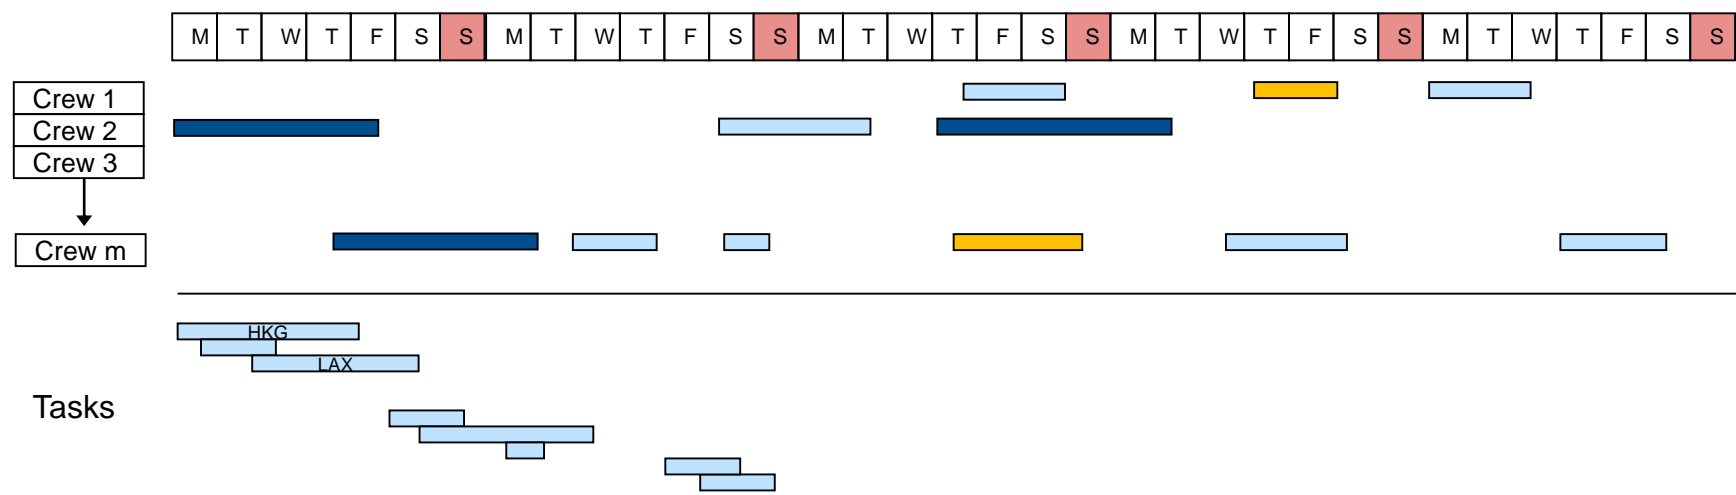 M T W T F S S M T W T F S S M T W T F S S M T W T F S S M T W T F S S
Crew 1
Crew 2
Crew 3
Crew m
HKG
LAX
Tasks